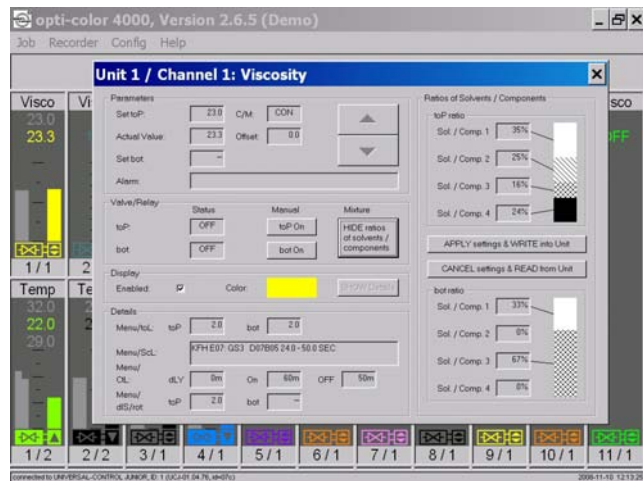 opti-color 4000, Version 2.6.5 (Demo)
Job Recorder Config Help
Unit 1 / Channel 1: Viscosity
Visco
23.0
23.3
1 / 1
Temp
32.0
22.0
29.0
1 / 2
Parameters
Set toP: 23.0 C/M: CON
Actual Value: 23.3 Offset: 0.0
Set bot: --
Alarm:
Valve/Relay
Status Manual Mixture
toP: OFF toP On HIDE ratios of solvents / components
bot: OFF bot On
Display
Enabled: Color: SHOW Details
Details
Menu/toL: toP 2.0 bot 2.0
Menu/ScL: KFH E07: GS3 D07B05 24.0 - 50.0 SEC
Menu/
CtL: dLY 0m On 60m OFF 50m
Menu/
dIS/rot: toP 2.0 bot --
Ratios of Solvents / Components
toP ratio
Sol. / Comp. 1 35%
Sol. / Comp. 2 25%
Sol. / Comp. 3 16%
Sol. / Comp. 4 24%
APPLY settings & WRITE into Unit
CANCEL settings & READ from Unit
bot ratio
Sol. / Comp. 1 33%
Sol. / Comp. 2 0%
Sol. / Comp. 3 67%
Sol. / Comp. 4 0%
2 / 2 3 / 1 4 / 1 5 / 1 6 / 1 7 / 1 8 / 1 9 / 1 10 / 1 11 / 1
2008-11-10 12:13:25